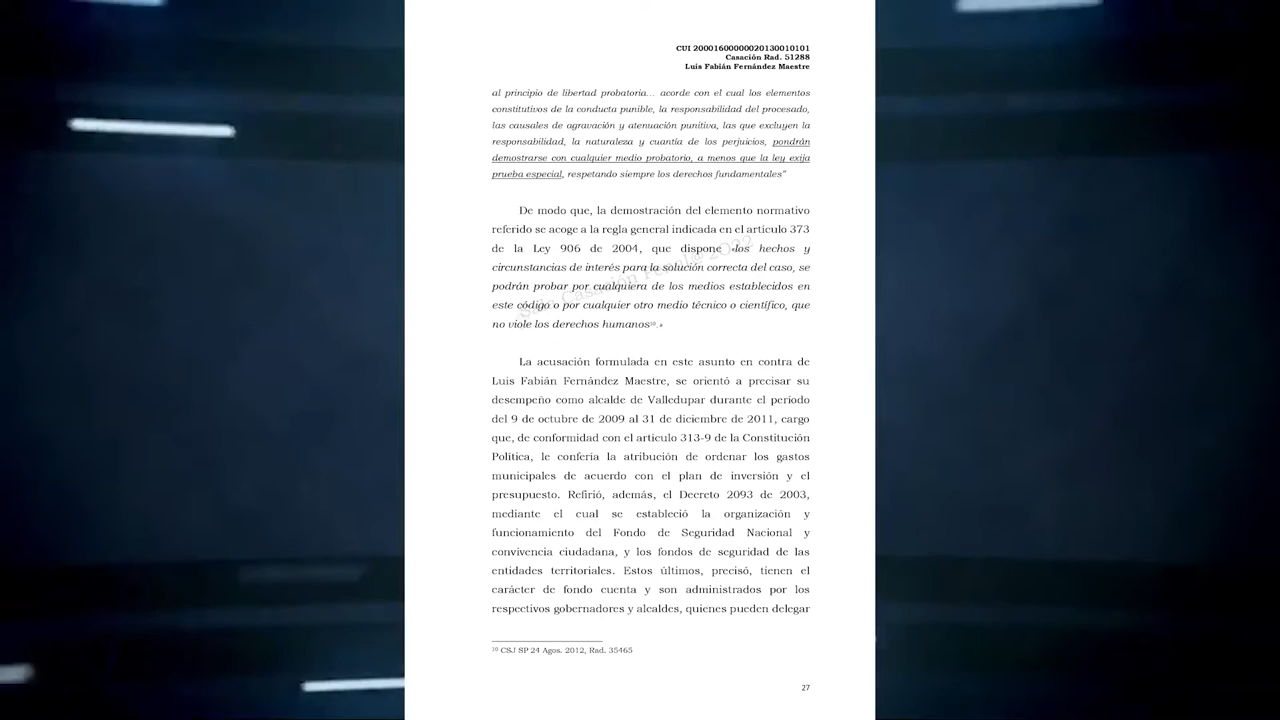 CUI 20001600000020130010101
Casación Rad. 51288
Luis Fabián Fernández Maestre
al principio de libertad probatoria… acorde con el cual los elementos
constitutivos de la conducta punible, la responsabilidad del procesado,
las causales de agravación y atenuación punitiva, las que excluyen la
responsabilidad, la naturaleza y cuantía de los perjuicios, pondrán
demostrarse con cualquier medio probatorio, a menos que la ley exija
prueba especial, respetando siempre los derechos fundamentales"
De modo que, la demostración del elemento normativo
referido se acoge a la regla general indicada en el artículo 373
de la Ley 906 de 2004, que dispone «los hechos y
circunstancias de interés para la solución correcta del caso, se
podrán probar por cualquiera de los medios establecidos en
este código o por cualquier otro medio técnico o científico, que
no viole los derechos humanos10.»
Sala Casación Penal@ 2022
La acusación formulada en este asunto en contra de
Luis Fabián Fernández Maestre, se orientó a precisar su
desempeño como alcalde de Valledupar durante el período
del 9 de octubre de 2009 al 31 de diciembre de 2011, cargo
que, de conformidad con el artículo 313-9 de la Constitución
Política, le confería la atribución de ordenar los gastos
municipales de acuerdo con el plan de inversión y el
presupuesto. Refirió, además, el Decreto 2093 de 2003,
mediante el cual se estableció la organización y
funcionamiento del Fondo de Seguridad Nacional y
convivencia ciudadana, y los fondos de seguridad de las
entidades territoriales. Estos últimos, precisó, tienen el
carácter de fondo cuenta y son administrados por los
respectivos gobernadores y alcaldes, quienes pueden delegar
10 CSJ SP 24 Agos. 2012, Rad. 35465
27